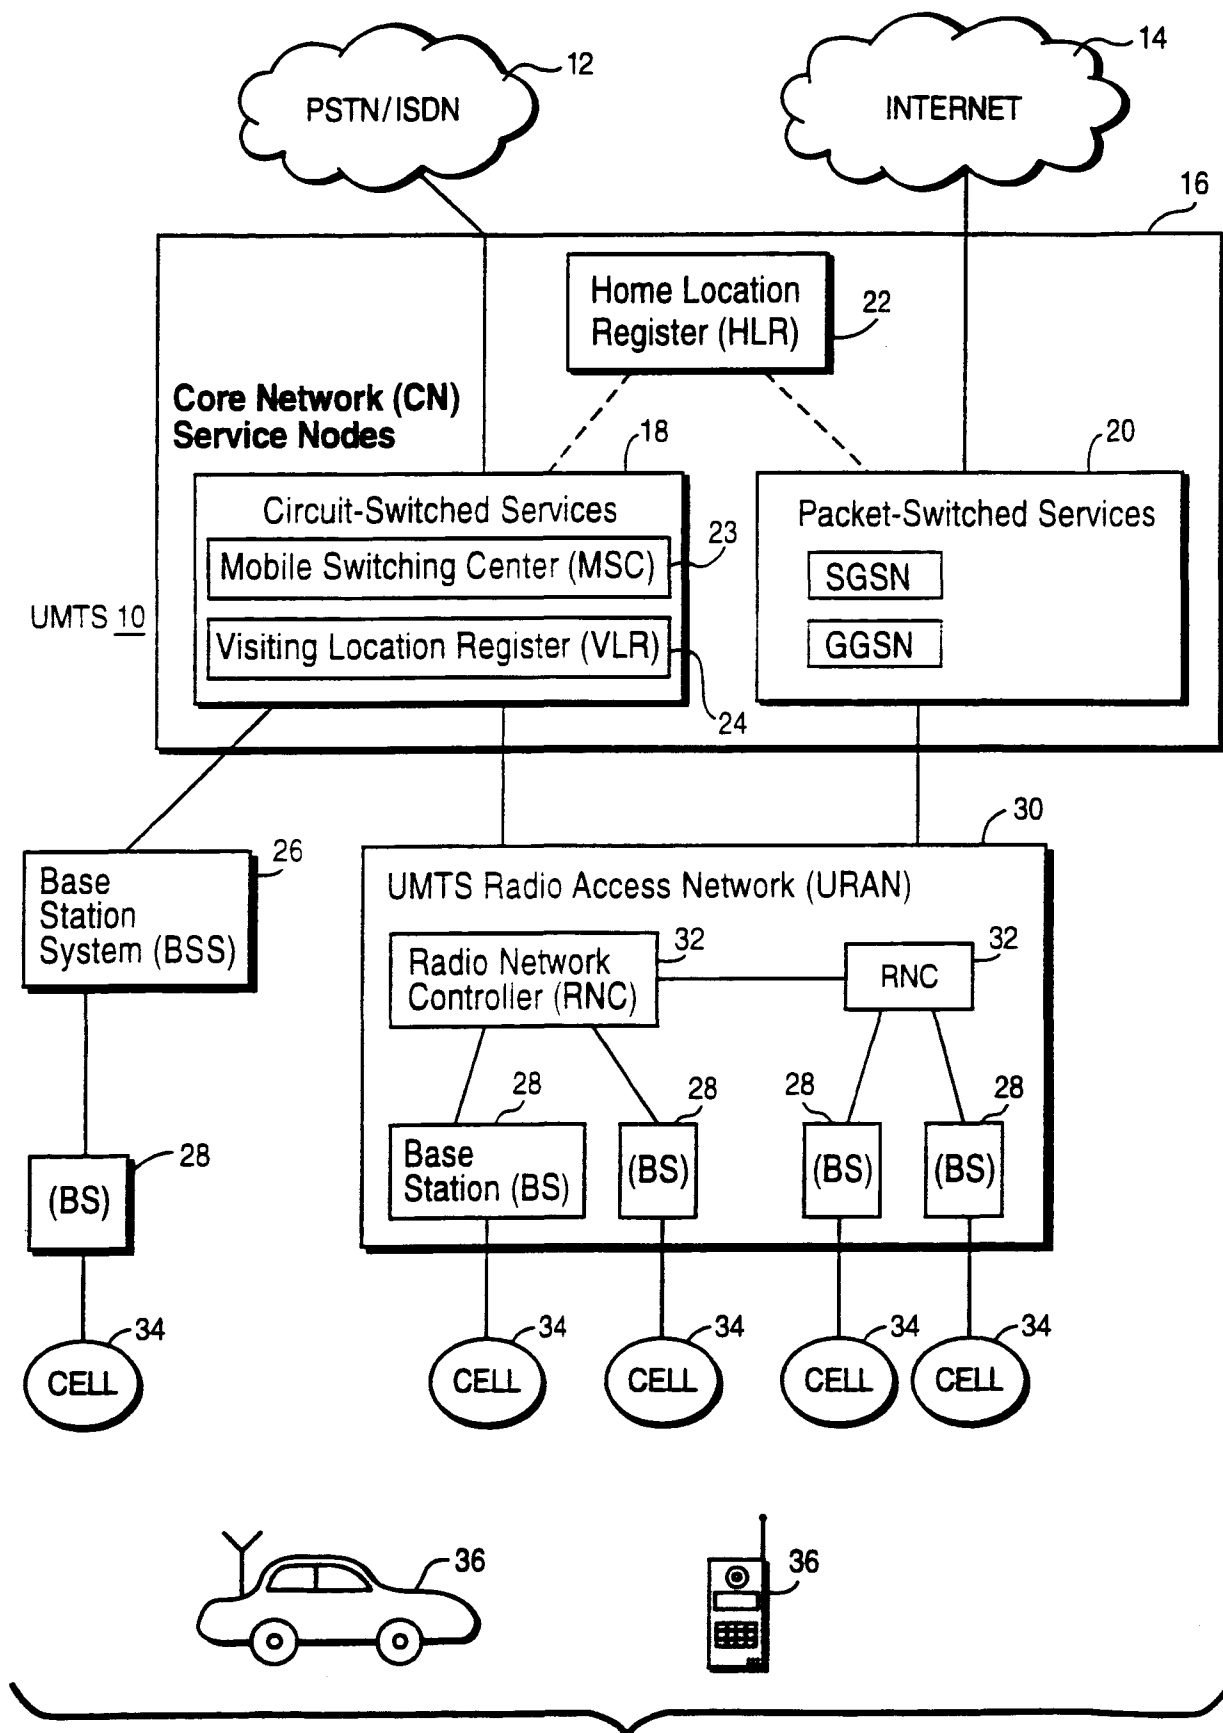 12
14
PSTN/ISDN
INTERNET
16
Home Location
Register (HLR)
22
Core Network (CN)
Service Nodes
18
20
Circuit-Switched Services
Packet-Switched Services
23
Mobile Switching Center (MSC)
SGSN
UMTS 10
Visiting Location Register (VLR)
GGSN
24
30
26
Base
Station
System (BSS)
UMTS Radio Access Network (URAN)
32
32
Radio Network
Controller (RNC)
RNC
28
28
28
28
28
(BS)
Base
Station (BS)
(BS)
(BS)
(BS)
34
34
34
34
34
CELL
CELL
CELL
CELL
CELL
36
36